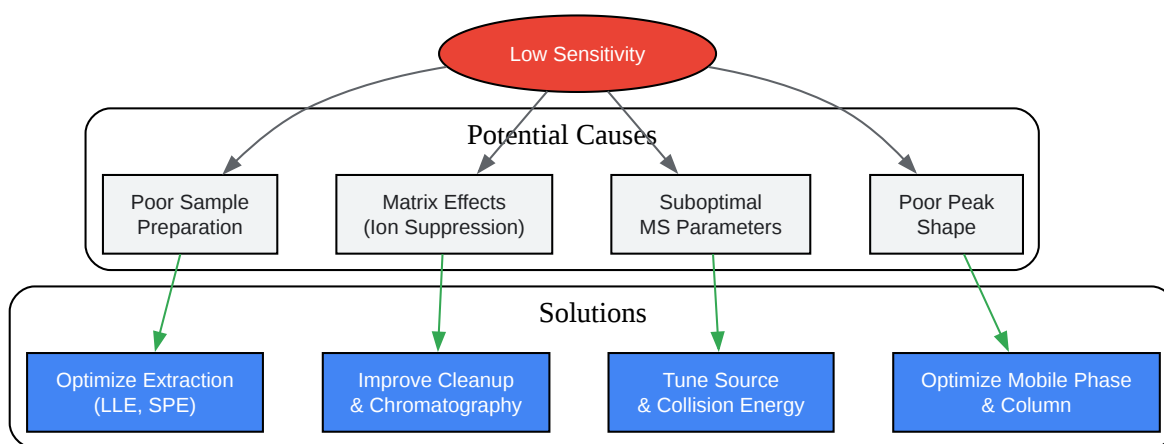 Low Sensitivity
Potential Causes
Poor Sample
Preparation
Matrix Effects
(Ion Suppression)
Suboptimal
MS Parameters
Poor Peak
Shape
Solutions
Optimize Extraction
(LLE, SPE)
Improve Cleanup
& Chromatography
Tune Source
& Collision Energy
Optimize Mobile Phase
& Column